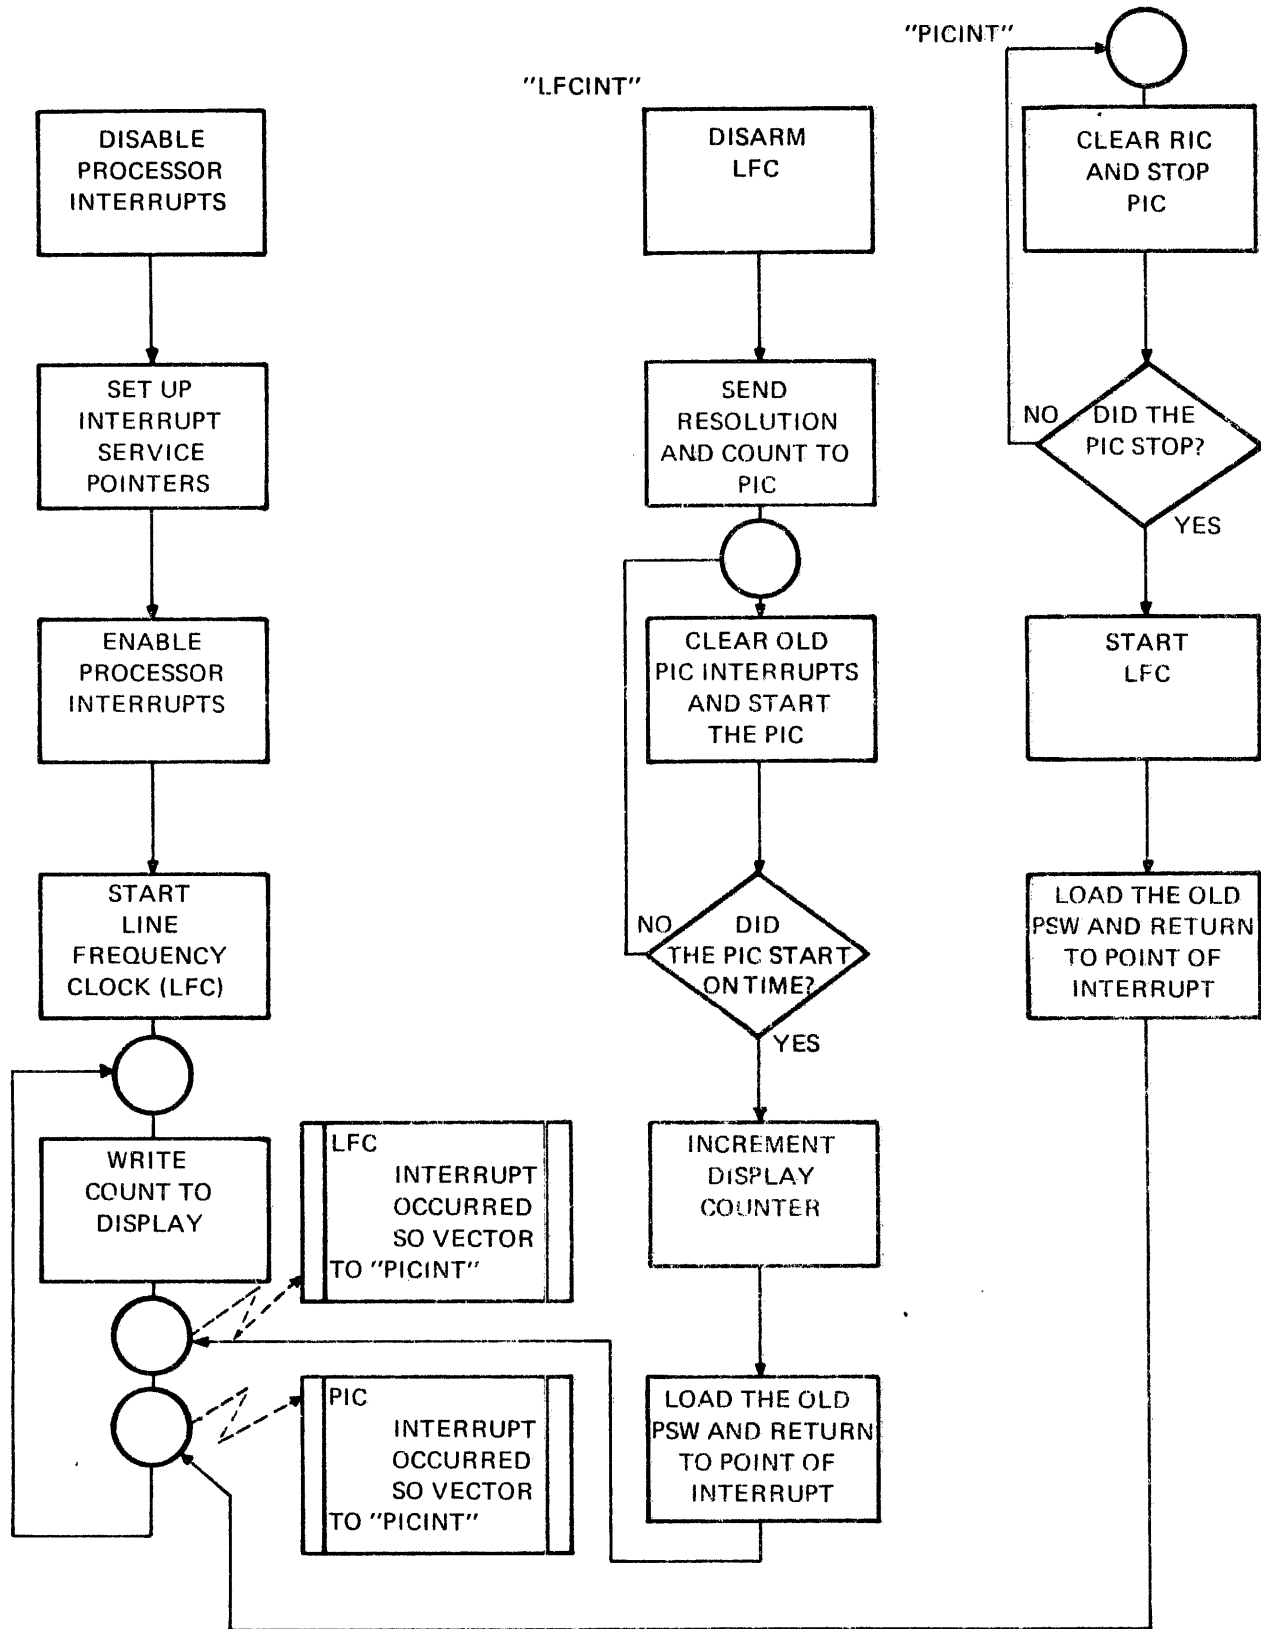 DISABLE
PROCESSOR
INTERRUPTS
SET UP
INTERRUPT
SERVICE
POINTERS
ENABLE
PROCESSOR
INTERRUPTS
START
LINE
FREQUENCY
CLOCK (LFC)
WRITE
COUNT TO
DISPLAY
LFC
INTERRUPT
OCCURRED
SO VECTOR
TO "PICINT"
PIC
INTERRUPT
OCCURRED
SO VECTOR
TO "PICINT"
"LFCINT"
DISARM
LFC
SEND
RESOLUTION
AND COUNT TO
PIC
CLEAR OLD
PIC INTERRUPTS
AND START
THE PIC
NO
DID
THE PIC START
ON TIME?
YES
INCREMENT
DISPLAY
COUNTER
LOAD THE OLD
PSW AND RETURN
TO POINT OF
INTERRUPT
"PICINT"
CLEAR RIC
AND STOP
PIC
NO
DID THE
PIC STOP?
YES
START
LFC
LOAD THE OLD
PSW AND RETURN
TO POINT OF
INTERRUPT